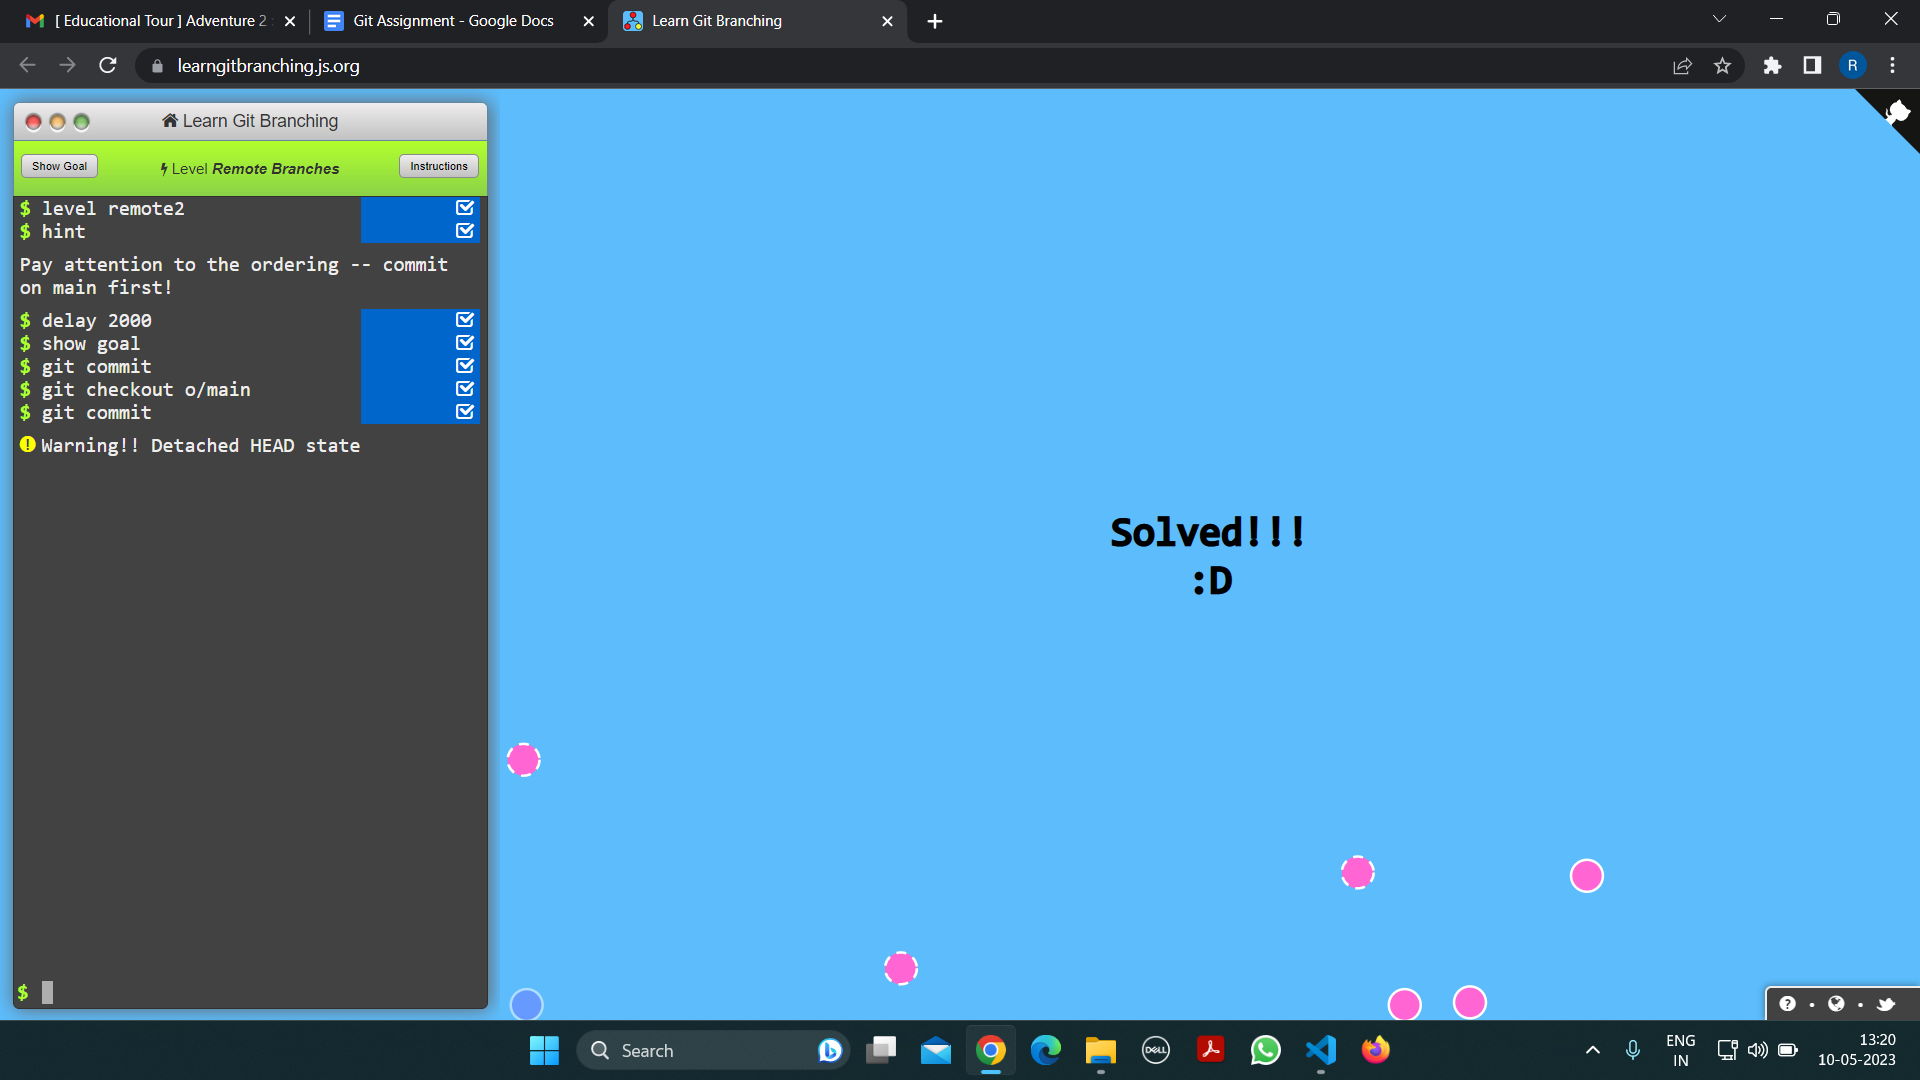 [ Educational Tour ] Adventure 2
Git Assignment - Google Docs
Learn Git Branching
learngitbranching.js.org
R
Learn Git Branching
Show Goal
Level Remote Branches
Instructions
$ level remote2
$ hint
Pay attention to the ordering -- commit
on main first!
$ delay 2000
$ show goal
$ git commit
$ git checkout o/main
$ git commit
Warning!! Detached HEAD state
$
Solved!!!
:D
Search
DELL
ENG
IN
13:20
10-05-2023